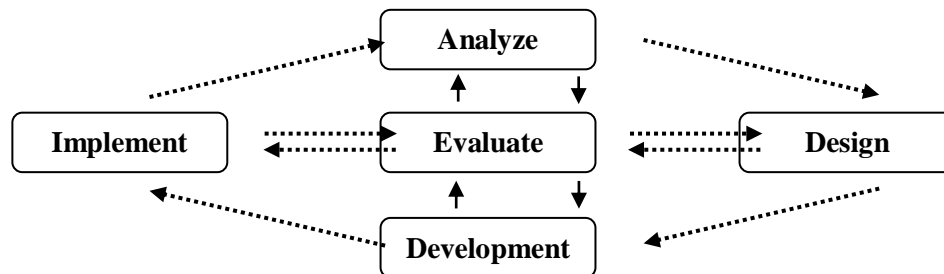 Analyze
Implement
Evaluate
Design
Development